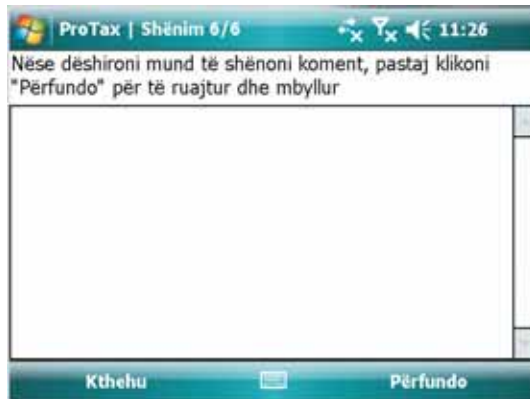 ProTax | Shënim 6/6 11:26
Nëse dëshironi mund të shënoni koment, pastaj klikoni
"Përfundo" për të ruajtur dhe mbyllur
Kthehu Përfundo